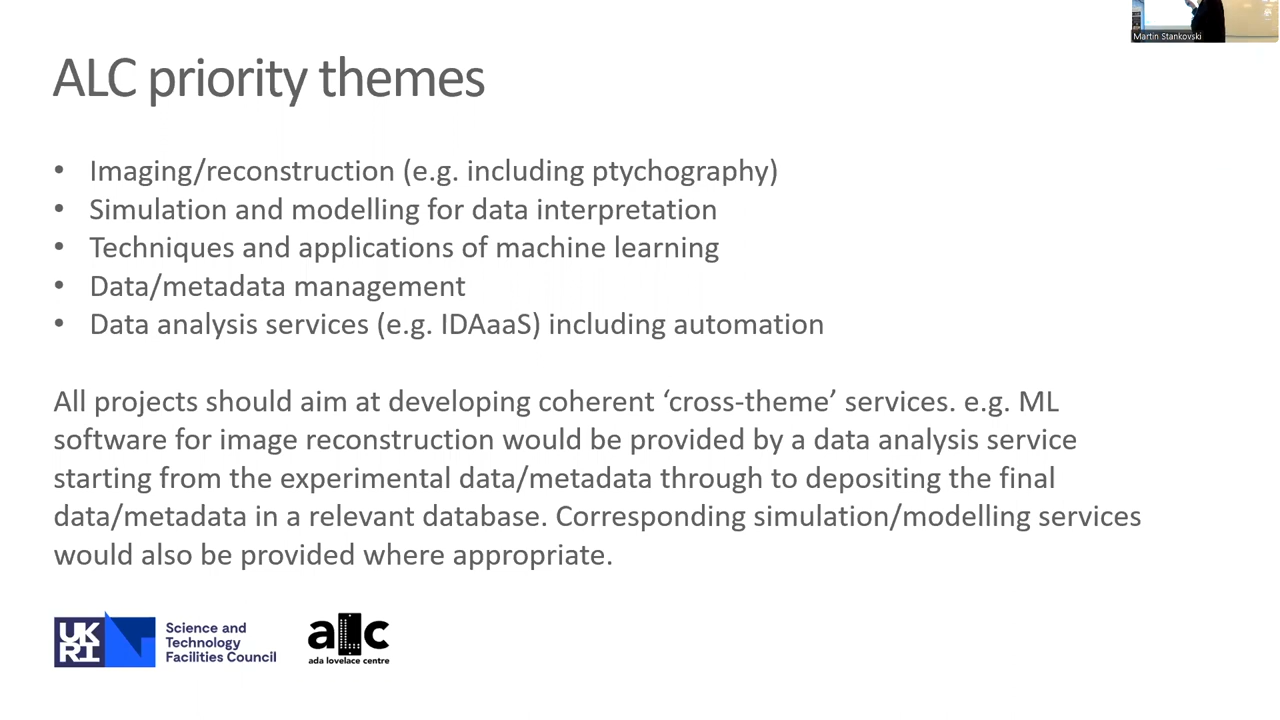 Martin Stankovski
ALC priority themes
• Imaging/reconstruction (e.g. including ptychography)
• Simulation and modelling for data interpretation
• Techniques and applications of machine learning
• Data/metadata management
• Data analysis services (e.g. IDAaaS) including automation
All projects should aim at developing coherent ‘cross-theme’ services. e.g. ML
software for image reconstruction would be provided by a data analysis service
starting from the experimental data/metadata through to depositing the final
data/metadata in a relevant database. Corresponding simulation/modelling services
would also be provided where appropriate.
UK
RI
Science and
Technology
Facilities Council
alc
ada lovelace centre